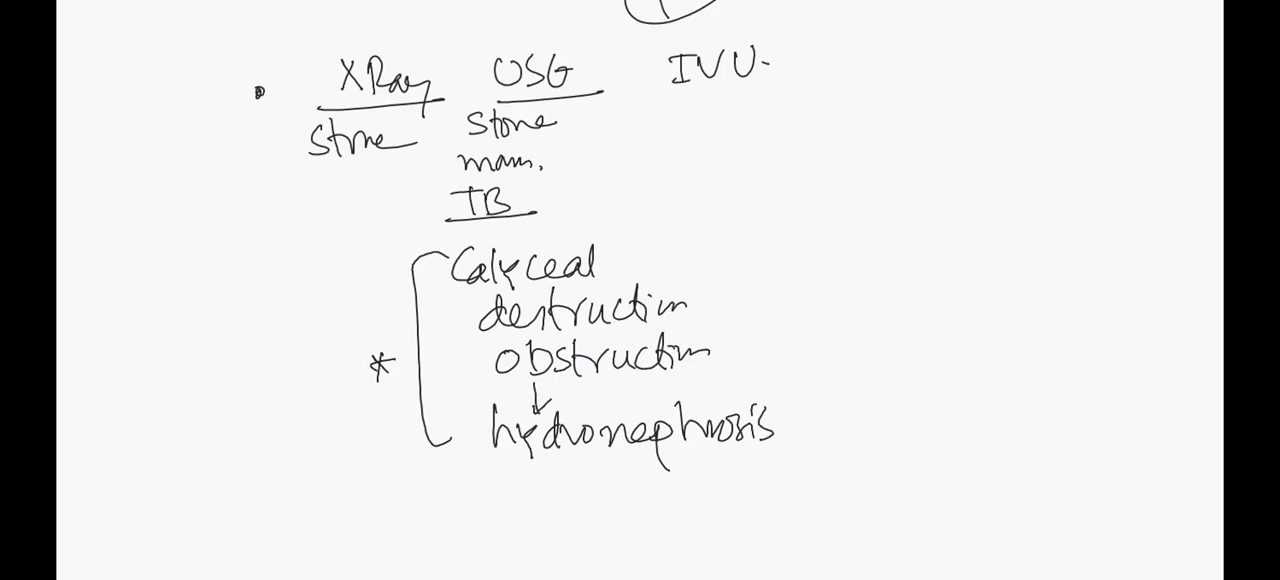 XRay USG IVU.
Stone Stone
mass.
TB
Calyceal
destruction
obstruction
↓
* hydronephrosis